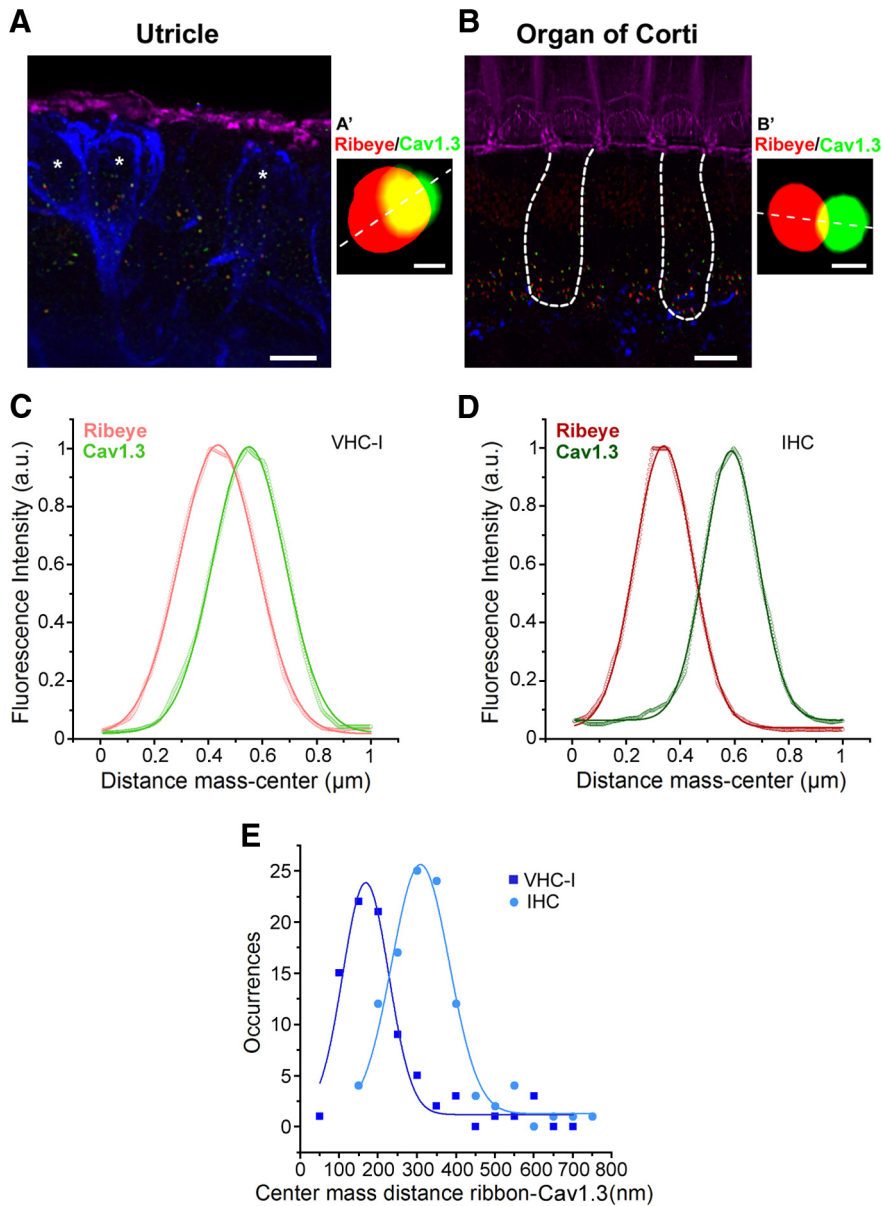 A
Utricle
B
Organ of Corti
*
*
*
A'
Ribeye/Cav1.3
B'
Ribeye/Cav1.3
C
Ribeye
Cav1.3
VHC-I
Fluorescence Intensity (a.u.)
1
0.8
0.6
0.4
0.2
0
0
0.2
0.4
0.6
0.8
1
Distance mass-center (µm)
D
Ribeye
Cav1.3
IHC
Fluorescence Intensity (a.u.)
1
0.8
0.6
0.4
0.2
0
0
0.2
0.4
0.6
0.8
1
Distance mass-center (µm)
E
VHC-I
IHC
Occurrences
25
20
15
10
5
0
0 100 200 300 400 500 600 700 800
Center mass distance ribbon-Cav1.3(nm)